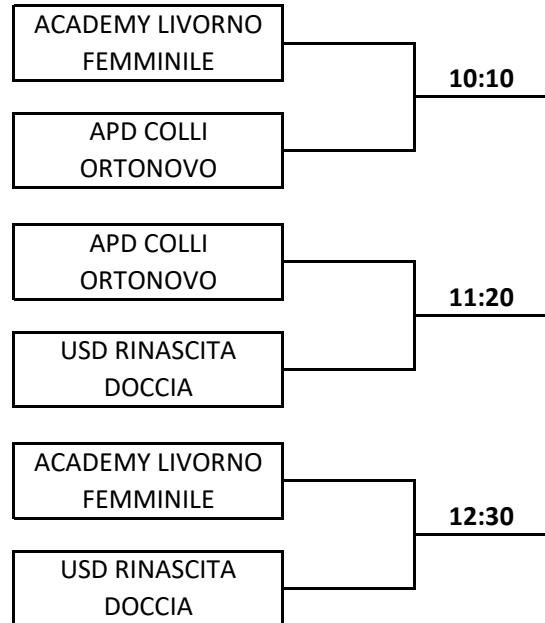 ACADEMY LIVORNO
FEMMINILE
10:10
APD COLLI
ORTONOVO
APD COLLI
ORTONOVO
11:20
USD RINASCITA
DOCCIA
ACADEMY LIVORNO
FEMMINILE
12:30
USD RINASCITA
DOCCIA